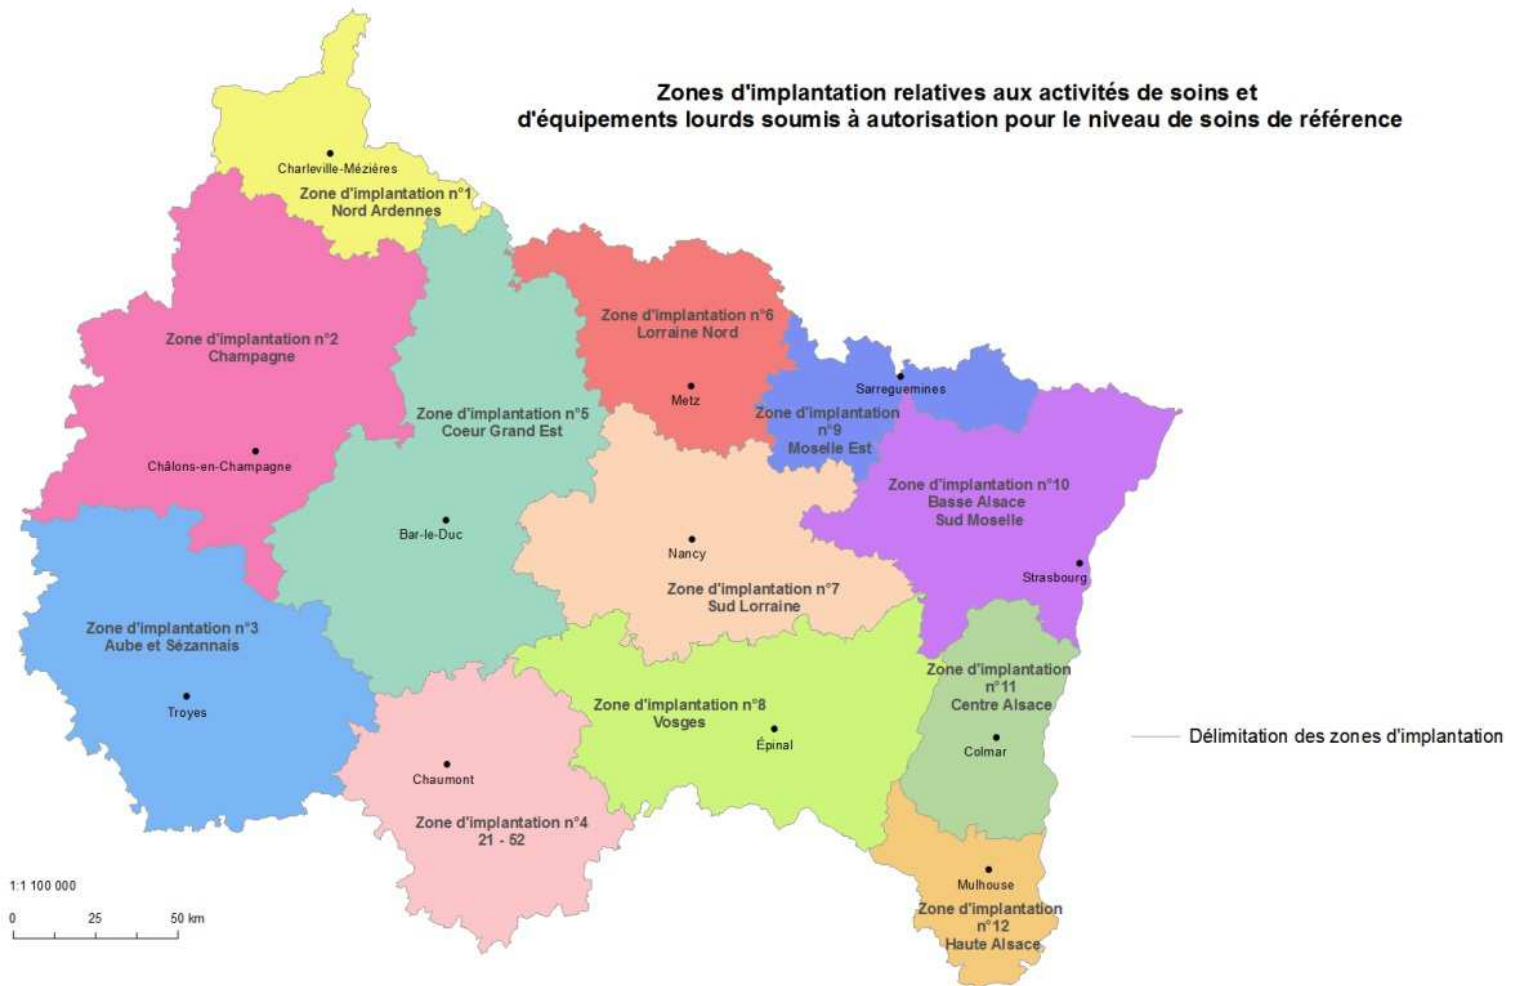 Zones d'implantation relatives aux activités de soins et
d'équipements lourds soumis à autorisation pour le niveau de soins de référence
Charleville-Mézières
Zone d'implantation n°1
Nord Ardennes
Zone d'implantation n°2
Champagne
Châlons-en-Champagne
Zone d'implantation n°6
Lorraine Nord
Metz
Sarreguemines
Zone d'implantation
n°9
Moselle Est
Zone d'implantation n°5
Coeur Grand Est
Bar-le-Duc
Zone d'implantation n°10
Basse Alsace
Sud Moselle
Strasbourg
Nancy
Zone d'implantation n°7
Sud Lorraine
Zone d'implantation n°3
Aube et Sézannais
Troyes
Zone d'implantation n°8
Vosges
Épinal
Zone d'implantation
n°11
Centre Alsace
Colmar
Délimitation des zones d'implantation
Chaumont
Zone d'implantation n°4
21 - 52
Mulhouse
Zone d'implantation
n°12
Haute Alsace
1:1 100 000
0 25 50 km